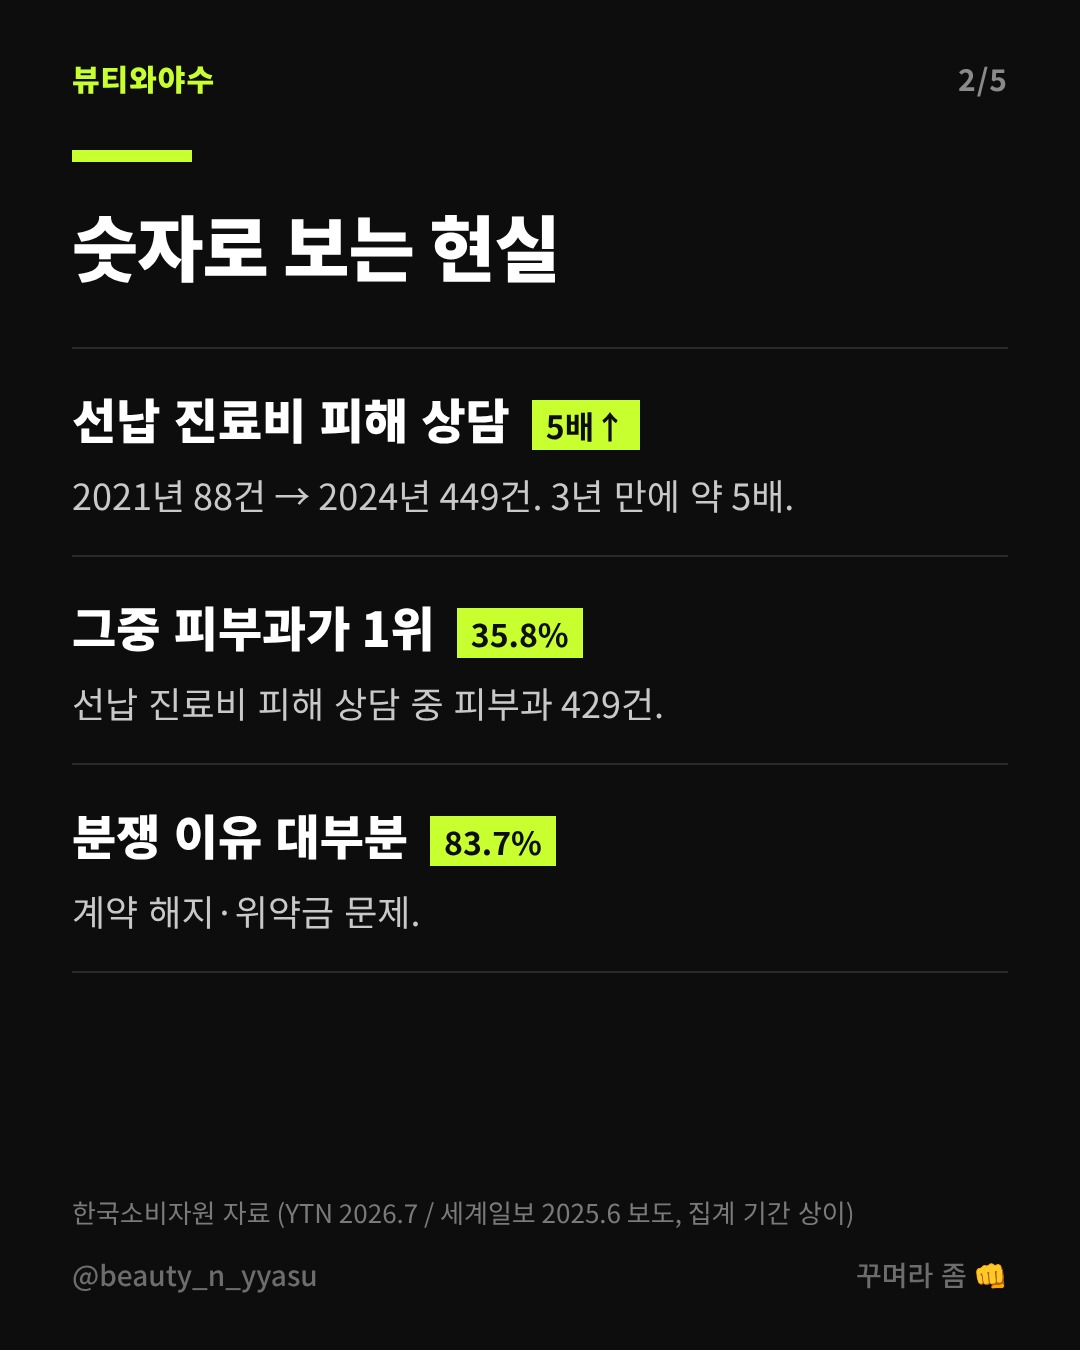 뷰티와야수
2/5
숫자로 보는 현실
선납 진료비 피해 상담 5배↑
2021년 88건 → 2024년 449건. 3년 만에 약 5배.
그중 피부과가 1위 35.8%
선납 진료비 피해 상담 중 피부과 429건.
분쟁 이유 대부분 83.7%
계약 해지·위약금 문제.
한국소비자원 자료 (YTN 2026.7 / 세계일보 2025.6 보도, 집계 기간 상이)
@beauty_n_yyasu
꾸며라 좀 👊